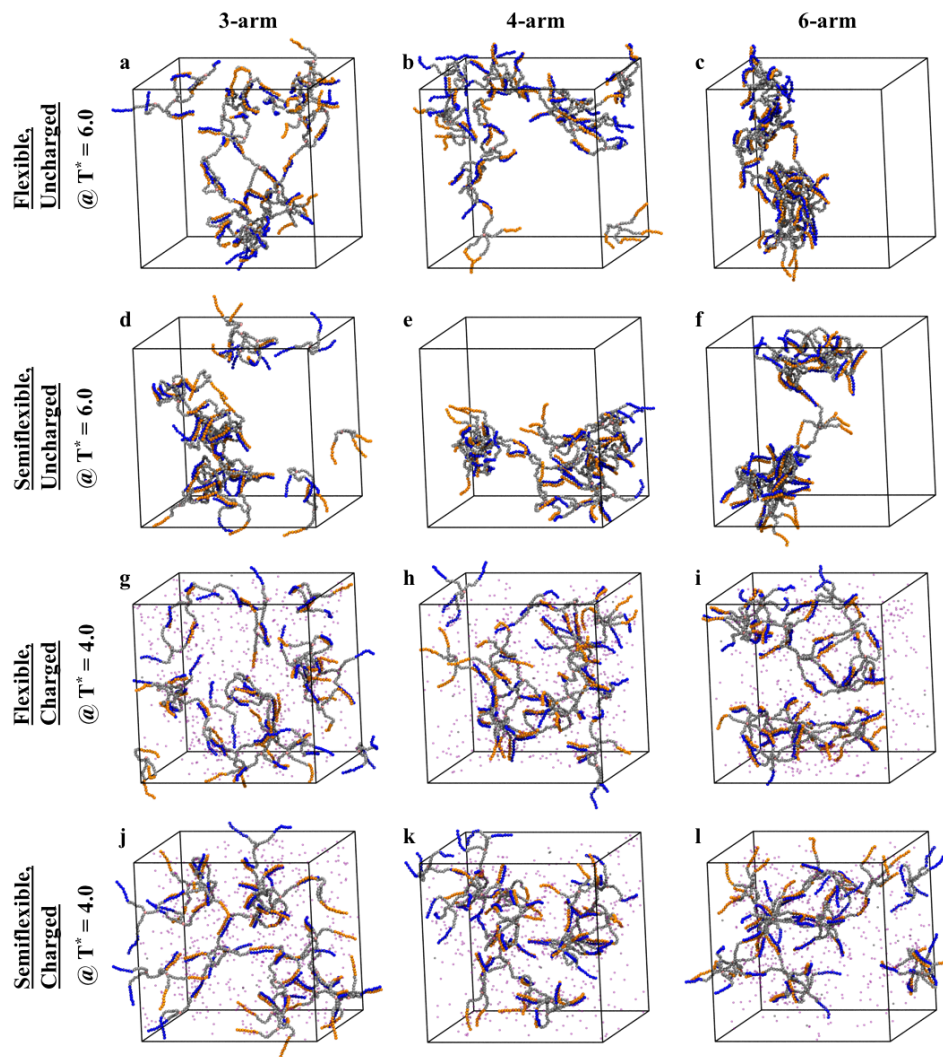 3-arm 4-arm 6-arm
a b c
Flexible,
Uncharged
@ T* = 6.0
d e f
Semiflexible,
Uncharged
@ T* = 6.0
g h i
Flexible,
Charged
@ T* = 4.0
j k l
Semiflexible,
Charged
@ T* = 4.0